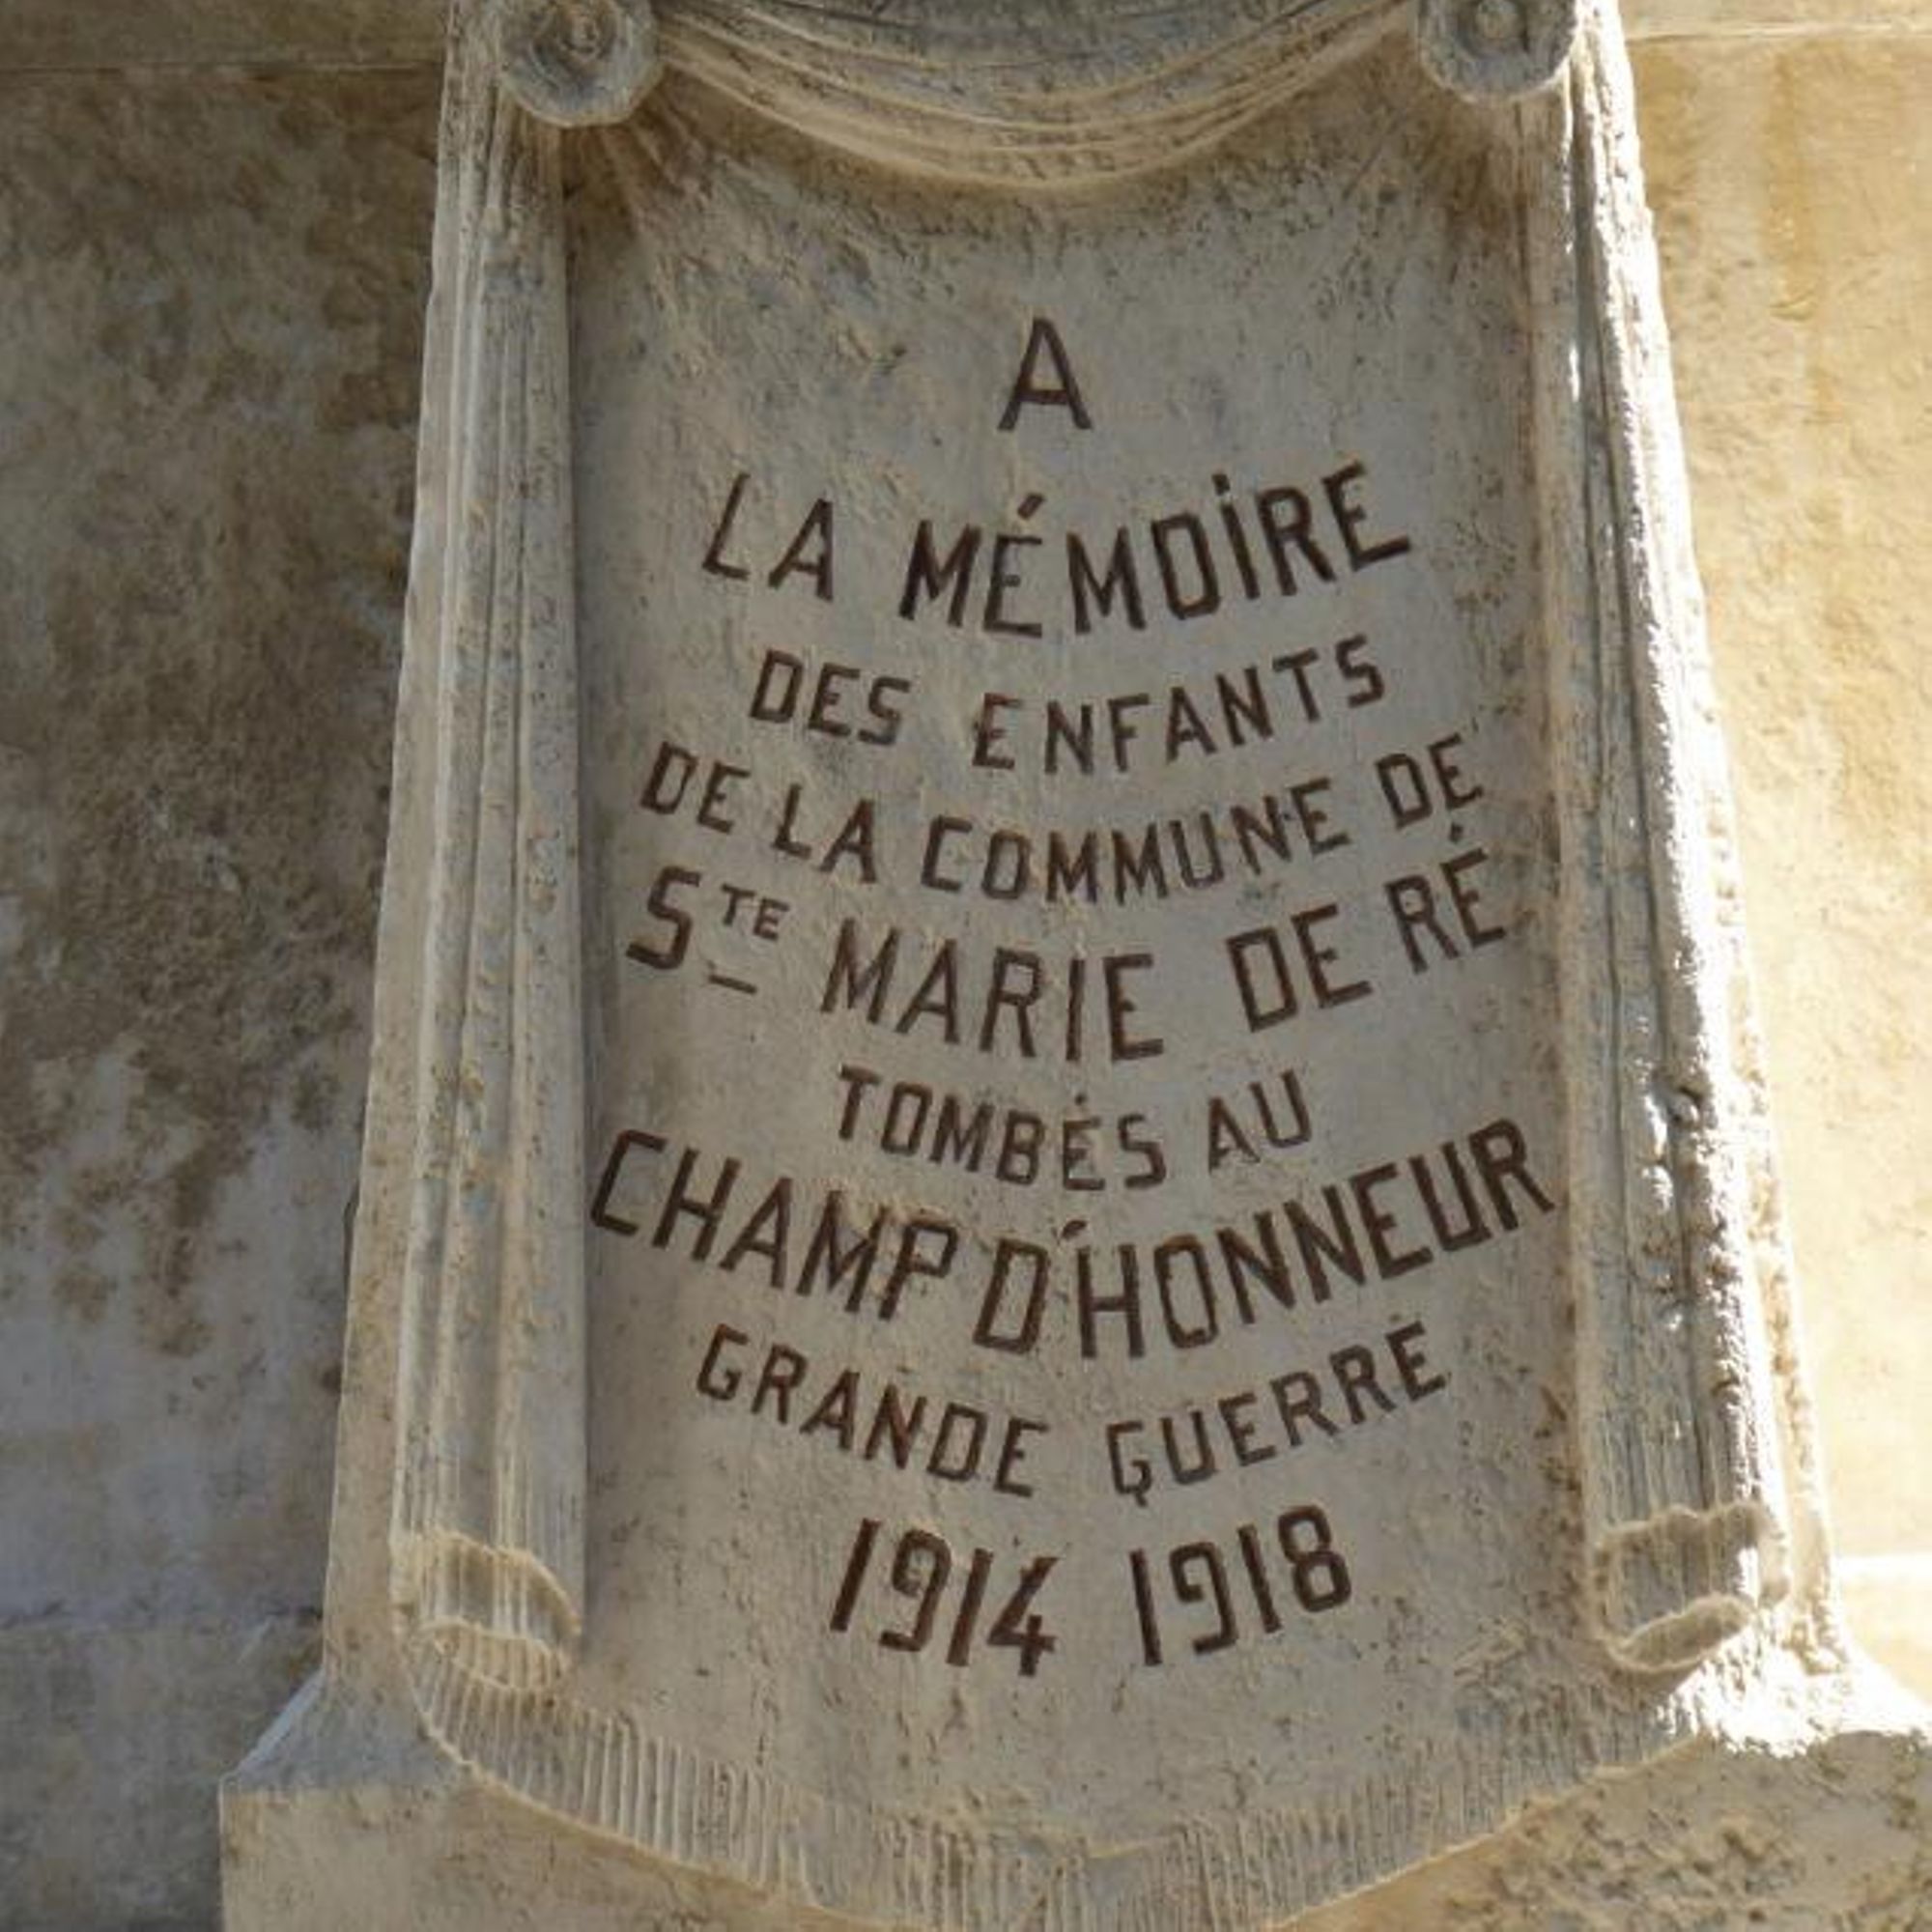 A
LA MÉMOIRE
DES ENFANTS
DE LA COMMUNE DE
STE MARIE DE RÉ
TOMBÉS AU
CHAMP D'HONNEUR
GRANDE GUERRE
1914 1918